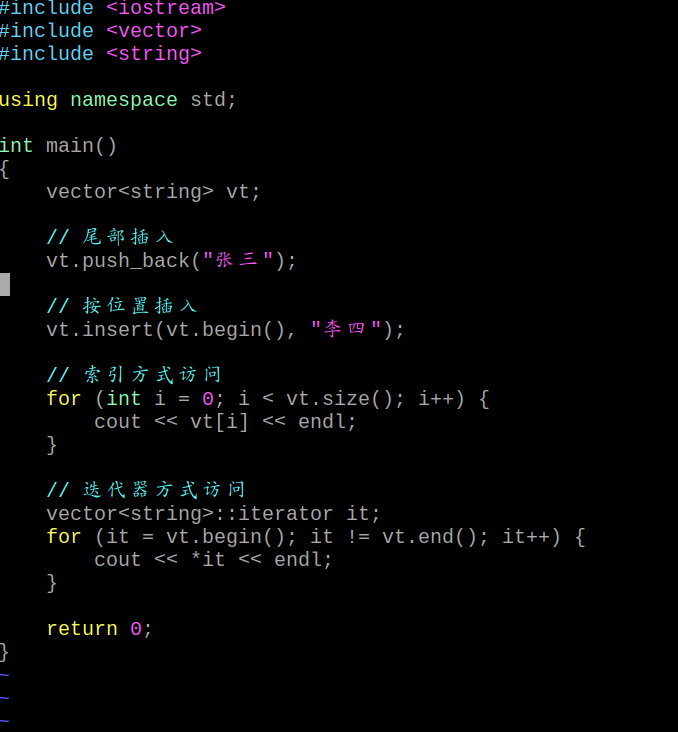 #include <iostream>
#include <vector>
#include <string>
using namespace std;
int main()
{
    vector<string> vt;
    // 尾部插入
    vt.push_back("张三");
    // 按位置插入
    vt.insert(vt.begin(), "李四");
    // 索引方式访问
    for (int i = 0; i < vt.size(); i++) {
        cout << vt[i] << endl;
    }
    // 迭代器方式访问
    vector<string>::iterator it;
    for (it = vt.begin(); it != vt.end(); it++) {
        cout << *it << endl;
    }
    return 0;
}
~
~
~